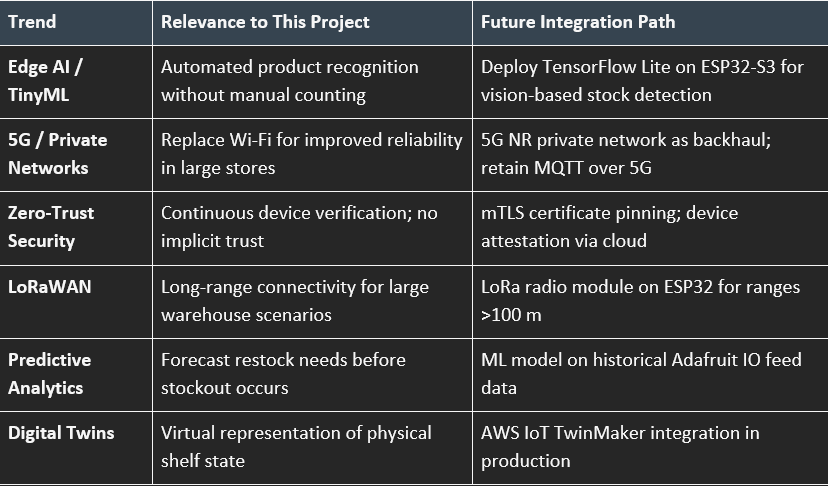 Trend
Relevance to This Project
Future Integration Path
Edge AI /
TinyML
Automated product recognition
without manual counting
Deploy TensorFlow Lite on ESP32-S3 for
vision-based stock detection
5G / Private
Networks
Replace Wi-Fi for improved reliability
in large stores
5G NR private network as backhaul;
retain MQTT over 5G
Zero-Trust
Security
Continuous device verification; no
implicit trust
mTLS certificate pinning; device
attestation via cloud
LoRaWAN
Long-range connectivity for large
warehouse scenarios
LoRa radio module on ESP32 for ranges
>100 m
Predictive
Analytics
Forecast restock needs before
stockout occurs
ML model on historical Adafruit IO feed
data
Digital Twins
Virtual representation of physical
shelf state
AWS IoT TwinMaker integration in
production